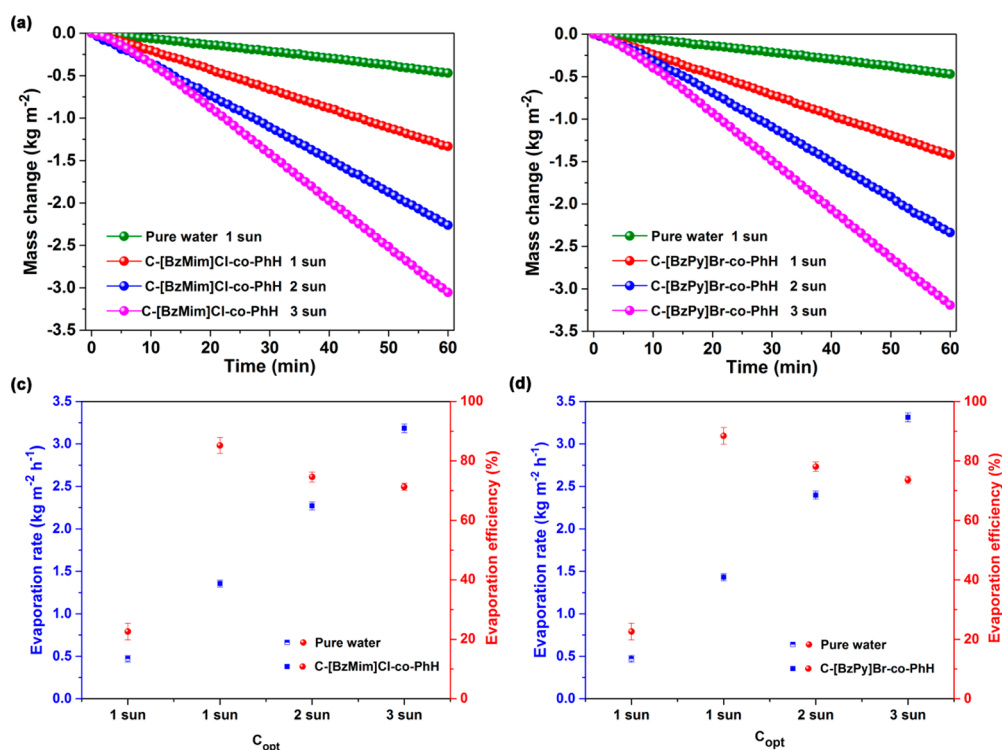 (a)
0.0
-0.5
-1.0
-1.5
-2.0
-2.5
-3.0
-3.5
Mass change (kg m⁻²)
Pure water 1 sun
C-[BzMim]Cl-co-PhH 1 sun
C-[BzMim]Cl-co-PhH 2 sun
C-[BzMim]Cl-co-PhH 3 sun
0 10 20 30 40 50 60
Time (min)
0.0
-0.5
-1.0
-1.5
-2.0
-2.5
-3.0
-3.5
Mass change (kg m⁻²)
Pure water 1 sun
C-[BzPy]Br-co-PhH 1 sun
C-[BzPy]Br-co-PhH 2 sun
C-[BzPy]Br-co-PhH 3 sun
0 10 20 30 40 50 60
Time (min)
(c)
3.5
3.0
2.5
2.0
1.5
1.0
0.5
0.0
Evaporation rate (kg m⁻² h⁻¹)
100
80
60
40
20
0
Evaporation efficiency (%)
Pure water
C-[BzMim]Cl-co-PhH
1 sun 1 sun 2 sun 3 sun
Cₒₚₜ
(d)
3.5
3.0
2.5
2.0
1.5
1.0
0.5
0.0
Evaporation rate (kg m⁻² h⁻¹)
100
80
60
40
20
0
Evaporation efficiency (%)
Pure water
C-[BzPy]Br-co-PhH
1 sun 1 sun 2 sun 3 sun
Cₒₚₜ